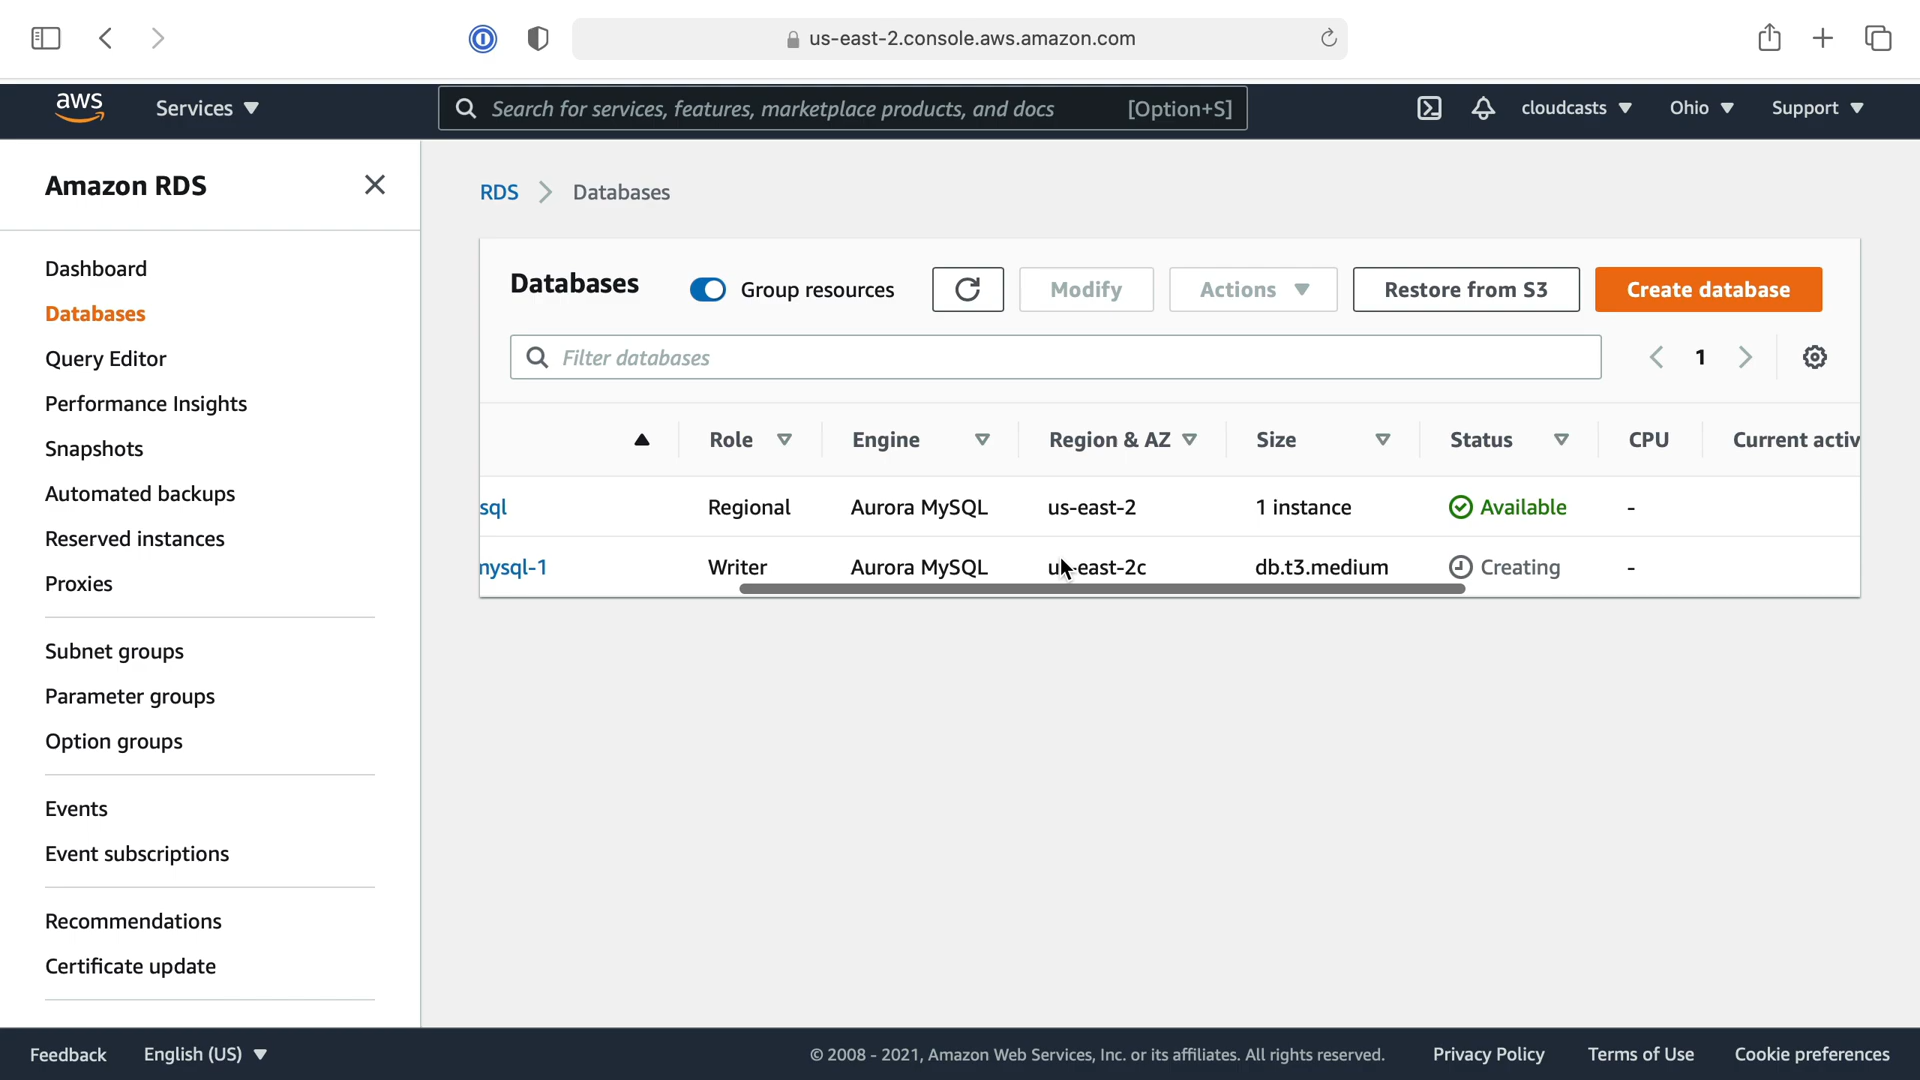 us-east-2.console.aws.amazon.com
aws Services Search for services, features, marketplace products, and docs [Option+S] cloudcasts Ohio Support
Amazon RDS
Dashboard
Databases
Query Editor
Performance Insights
Snapshots
Automated backups
Reserved instances
Proxies
Subnet groups
Parameter groups
Option groups
Events
Event subscriptions
Recommendations
Certificate update
RDS > Databases
Databases Group resources Modify Actions Restore from S3 Create database
Filter databases 1
Role Engine Region & AZ Size Status CPU Current activ
sql Regional Aurora MySQL us-east-2 1 instance Available -
mysql-1 Writer Aurora MySQL us-east-2c db.t3.medium Creating -
Feedback English (US) © 2008 - 2021, Amazon Web Services, Inc. or its affiliates. All rights reserved. Privacy Policy Terms of Use Cookie preferences